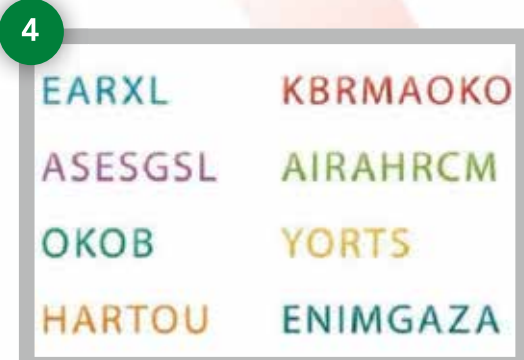 4
EARXL KBRMAOKO
ASESGSL AIRAHRCM
OKOB YORTS
HARTOU ENIMGAZA